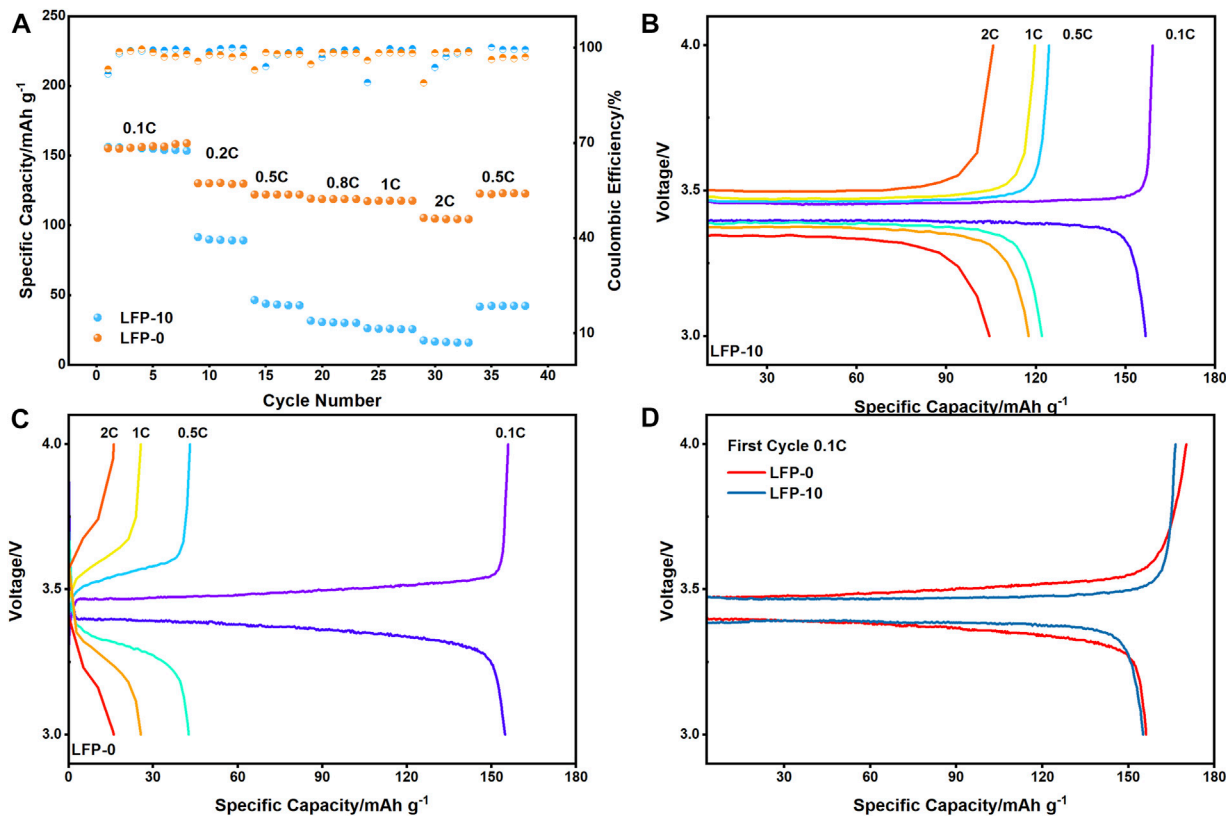 A
250
200
150
100
50
0
Specific Capacity/mAh g-1
100
70
40
10
Coulombic Efficiency/%
0.1C
0.2C
0.5C
0.8C
1C
2C
0.5C
LFP-10
LFP-0
0 5 10 15 20 25 30 35 40
Cycle Number
B
4.0
3.5
3.0
Voltage/V
2C 1C 0.5C 0.1C
LFP-10
30 60 90 120 150 180
Specific Capacity/mAh g-1
C
4.0
3.5
3.0
Voltage/V
2C 1C 0.5C 0.1C
LFP-0
0 30 60 90 120 150 180
Specific Capacity/mAh g-1
D
4.0
3.5
3.0
Voltage/V
First Cycle 0.1C
LFP-0
LFP-10
30 60 90 120 150 180
Specific Capacity/mAh g-1